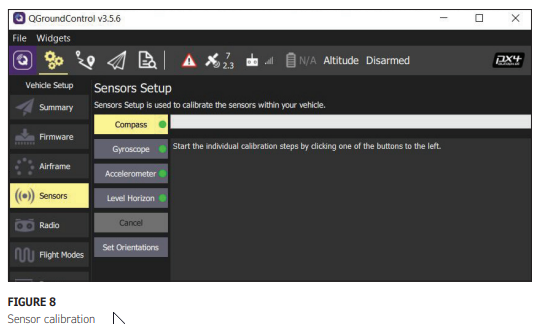 QGroundControl v3.5.6
File Widgets
7
2.3
N/A Altitude Disarmed
PX4
Vehicle Setup
Sensors Setup
Summary
Sensors Setup is used to calibrate the sensors within your vehicle.
Compass
Firmware
Gyroscope
Start the individual calibration steps by clicking one of the buttons to the left.
Airframe
Accelerometer
Sensors
Level Horizon
Radio
Cancel
Flight Modes
Set Orientations
FIGURE 8
Sensor calibration